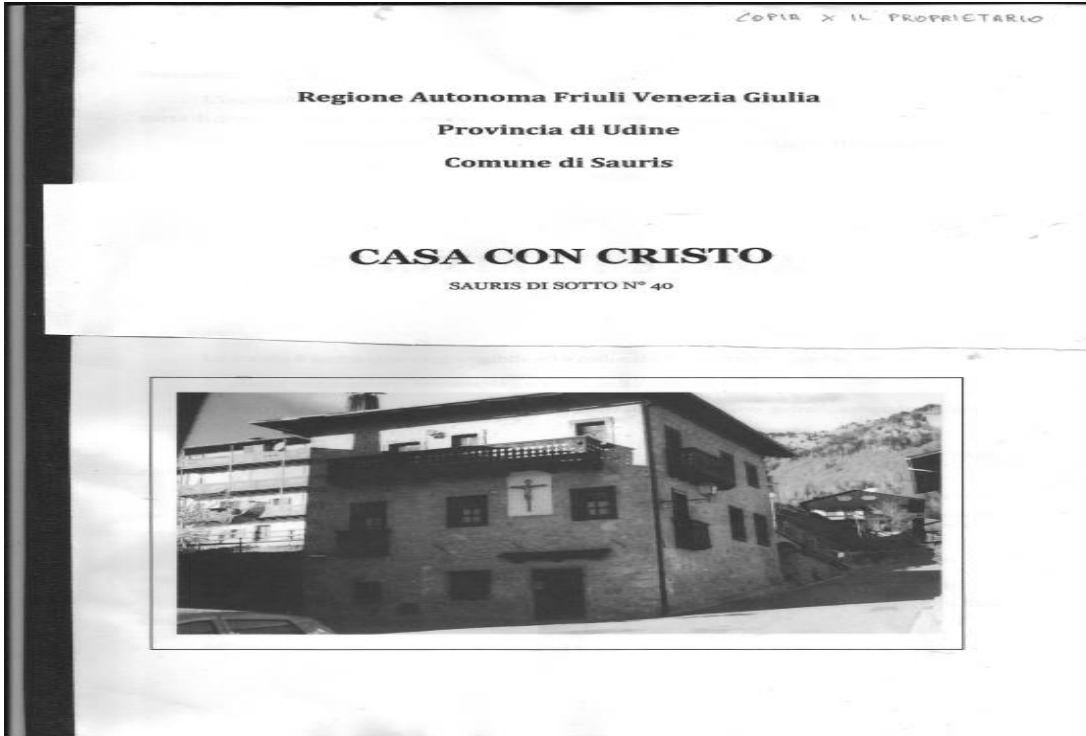 COPIA X IL PROPRIETARIO
Regione Autonoma Friuli Venezia Giulia
Provincia di Udine
Comune di Sauris
CASA CON CRISTO
SAURIS DI SOTTO N° 40